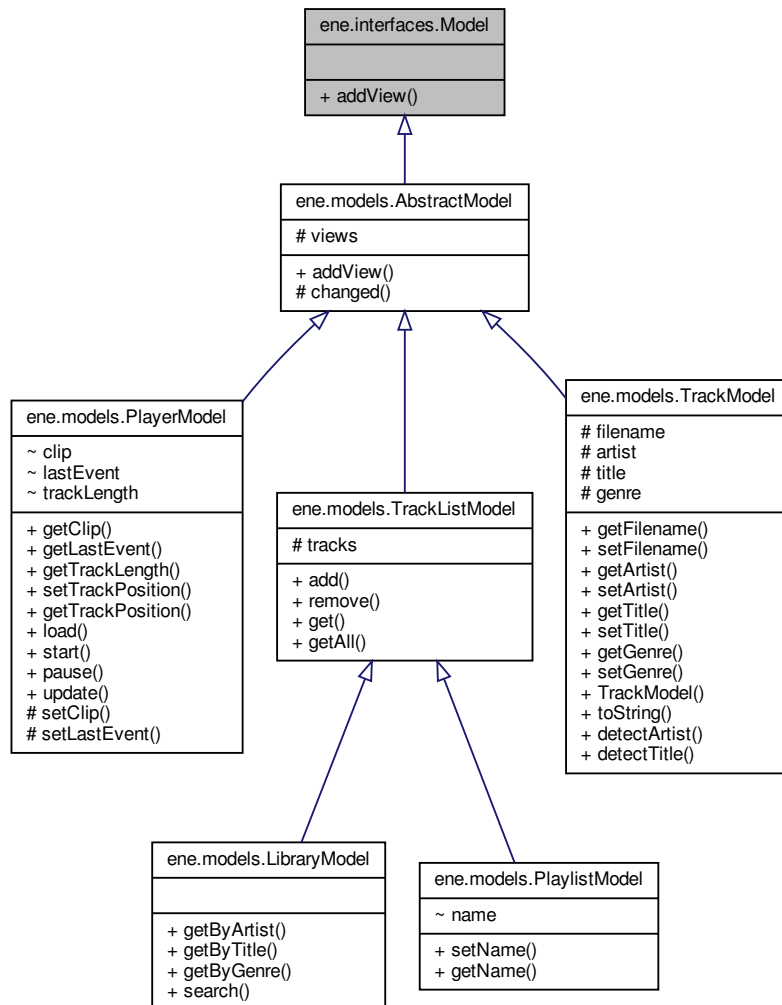 ene.interfaces.Model
+ addView()
ene.models.AbstractModel
# views
+ addView()
# changed()
ene.models.PlayerModel
~ clip
~ lastEvent
~ trackLength
+ getClip()
+ getLastEvent()
+ getTrackLength()
+ setTrackPosition()
+ getTrackPosition()
+ load()
+ start()
+ pause()
+ update()
# setClip()
# setLastEvent()
ene.models.TrackListModel
# tracks
+ add()
+ remove()
+ get()
+ getAll()
ene.models.TrackModel
# filename
# artist
# title
# genre
+ getFilename()
+ setFilename()
+ getArtist()
+ setArtist()
+ getTitle()
+ setTitle()
+ getGenre()
+ setGenre()
+ TrackModel()
+ toString()
+ detectArtist()
+ detectTitle()
ene.models.LibraryModel
+ getByArtist()
+ getByTitle()
+ getByGenre()
+ search()
ene.models.PlaylistModel
~ name
+ setName()
+ getName()